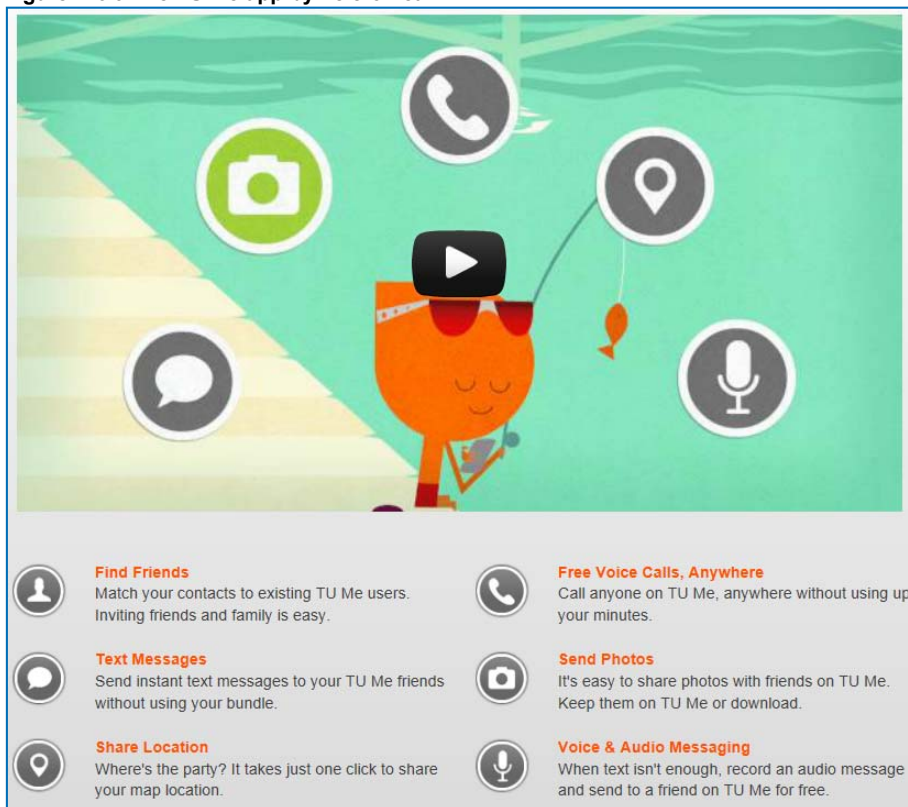 Find Friends
Match your contacts to existing TU Me users.
Inviting friends and family is easy.
Free Voice Calls, Anywhere
Call anyone on TU Me, anywhere without using up
your minutes.
Text Messages
Send instant text messages to your TU Me friends
without using your bundle.
Send Photos
It's easy to share photos with friends on TU Me.
Keep them on TU Me or download.
Share Location
Where's the party? It takes just one click to share
your map location.
Voice & Audio Messaging
When text isn't enough, record an audio message
and send to a friend on TU Me for free.